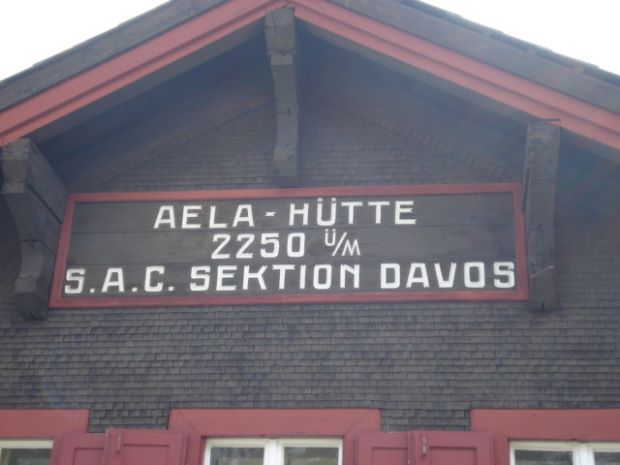 AELA - HÜTTE
2250 Ü/M
S.A.C. SEKTION DAVOS